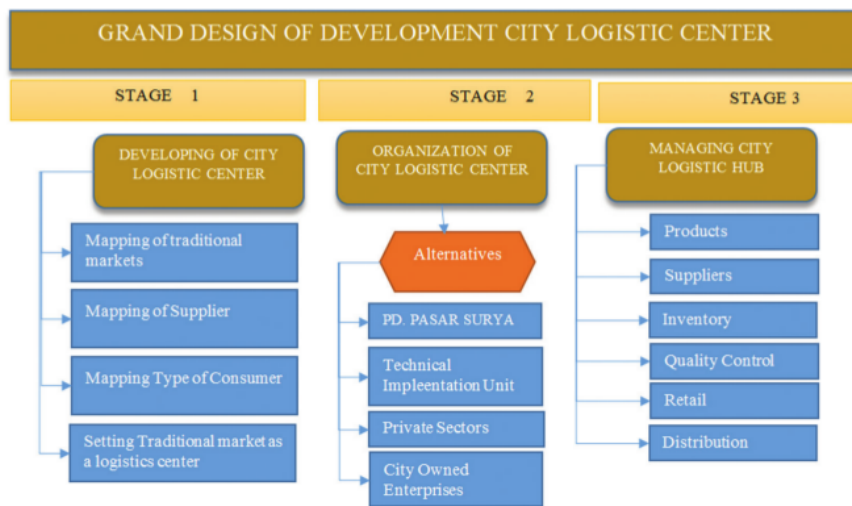 GRAND DESIGN OF DEVELOPMENT CITY LOGISTIC CENTER
STAGE 1
STAGE 2
STAGE 3
DEVELOPING OF CITY
LOGISTIC CENTER
Mapping of traditional
markets
Mapping of Supplier
Mapping Type of Consumer
Setting Traditional market as
a logistics center
ORGANIZATION OF
CITY LOGISTIC CENTER
Alternatives
PD. PASAR SURYA
Technical
Impleentation Unit
Private Sectors
City Owned
Enterprises
MANAGING CITY
LOGISTIC HUB
Products
Suppliers
Inventory
Quality Control
Retail
Distribution